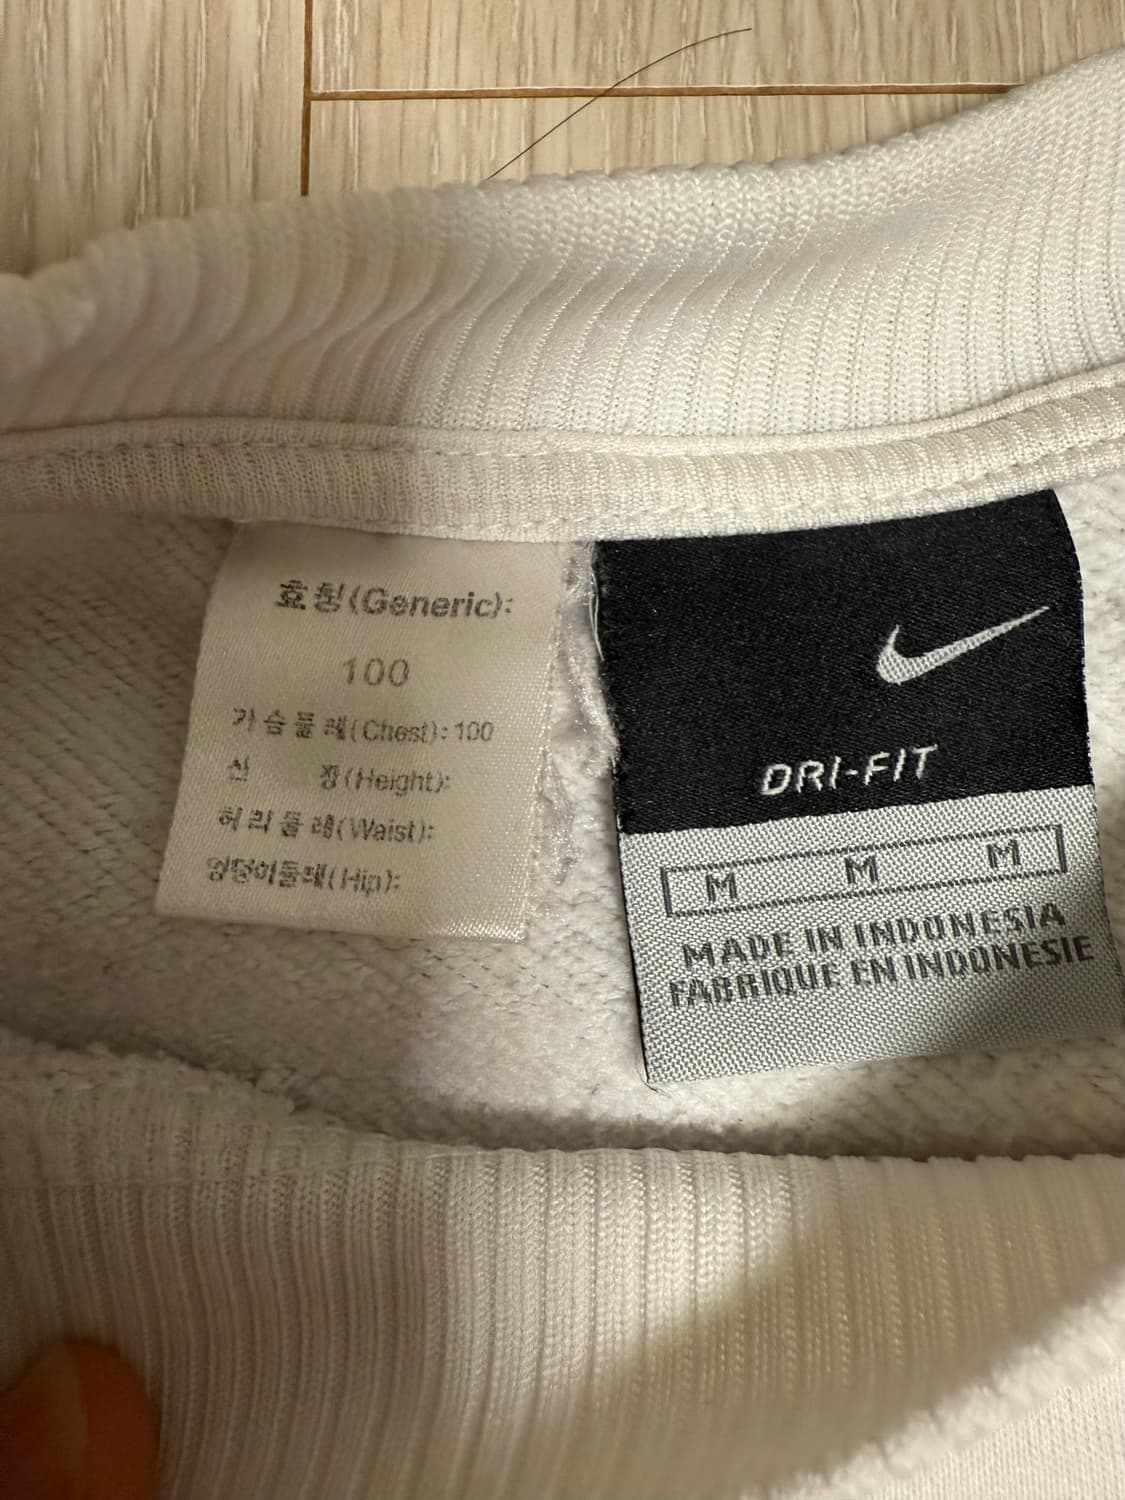 호칭(Generic):
100
가슴둘레(Chest):100
신 장(Height):
허리둘레(Waist):
엉덩이둘레(Hip):
DRI-FIT
M M M
MADE IN INDONESIA
FABRIQUE EN INDONESIE